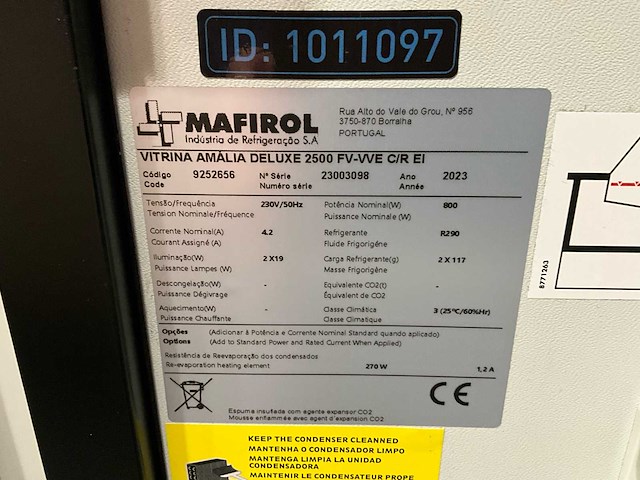 ID: 1011097
MAFIROL
Indústria de Refrigeração S.A
Rua Alto do Vale do Grou, Nº 956
3750-870 Borralha
PORTUGAL
VITRINA AMÀLIA DELUXE 2500 FV-VVE C/R EI
Código 9252656 Nº Série 23003098 Ano 2023
Code Numéro série Année
Tensão/Frequência 230V/50Hz Potência Nominal(W) 800
Tension Nominale/Fréquence Puissance Nominale (W)
Corrente Nominal(A) 4.2 Refrigerante R290
Courant Assigné (A) Fluide Frigorigéne
Iluminação(W) 2 X19 Carga Refrigerante(g) 2 X 117
Puissance Lampes (W) Masse Frigorigéne
Descongelação(W) - Equivalente CO2(t) -
Puissance Dégivrage Équivalent de CO2
Aquecimento(W) - Classe Climática 3 (25ºC/60%Hr)
Puissance Chauffante Classe Climatique
Opções (Adicionar à Potência e Corrente Nominal Standard quando aplicado)
Options (Add to Standard Power and Rated Current When Applied)
Resistência de Reevaporação dos condensados
Re-evaporation heating element 270 W 1,2 A
CE
Espuma insuflada com agente expansor CO2
Mousse enflammée avec agent d'expansion CO2
8771263
KEEP THE CONDENSER CLEANNED
MANTENHA O CONDENSADOR LIMPO
MANTENGA LIMPIA LA UNIDAD
CONDENSADORA
MAINTENIR LE CONDENSATEUR PROPE